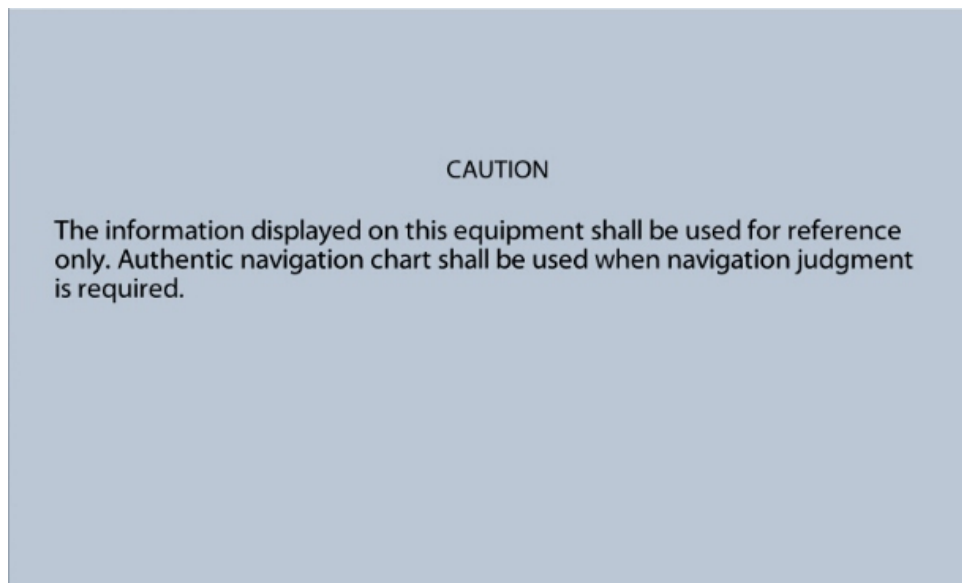 CAUTION
The information displayed on this equipment shall be used for reference
only. Authentic navigation chart shall be used when navigation judgment
is required.